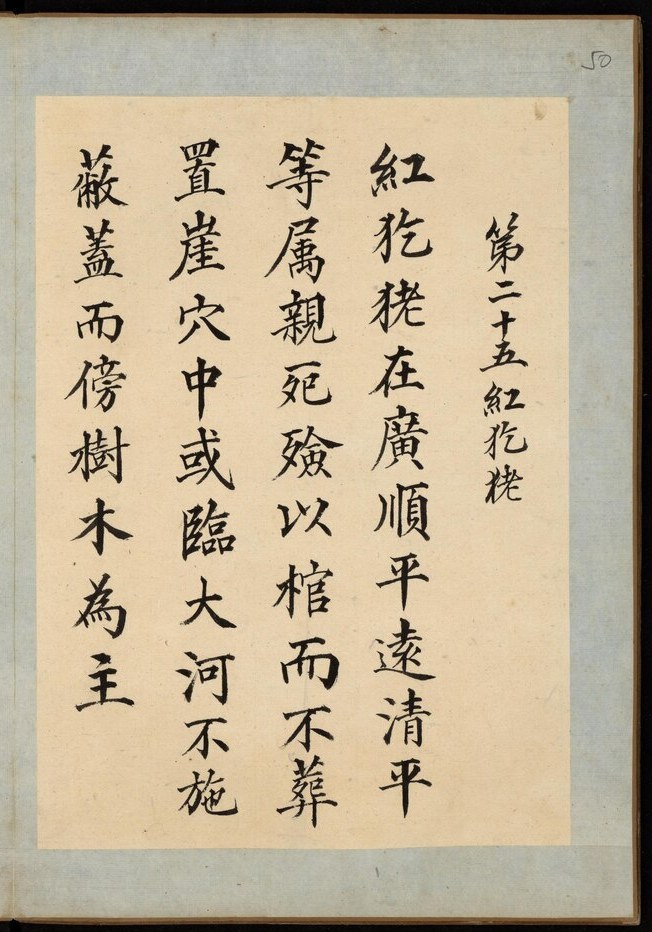 50
第二十五紅犵狫
紅犵狫在廣順平遠清平
等属親死殮以棺而不葬
置崖穴中或臨大河不施
蔽蓋而傍樹木為主